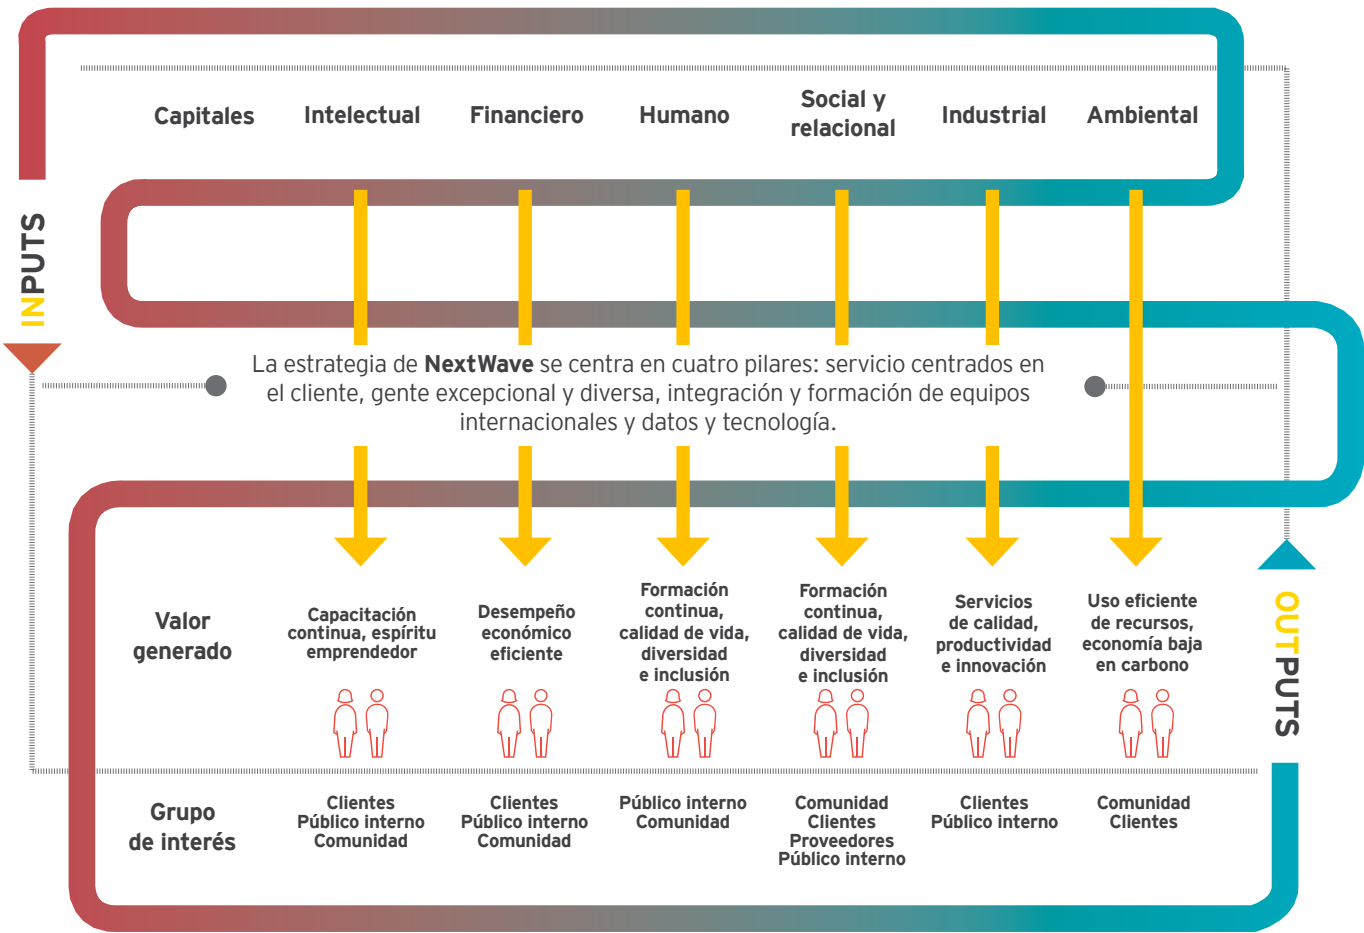 Capitales
Intelectual
Financiero
Humano
Social y
relacional
Industrial
Ambiental
INPUTS
La estrategia de NextWave se centra en cuatro pilares: servicio centrados en
el cliente, gente excepcional y diversa, integración y formación de equipos
internacionales y datos y tecnología.
Valor
generado
Capacitación
continua, espíritu
emprendedor
Desempeño
económico
eficiente
Formación
continua,
calidad de vida,
diversidad
e inclusión
Formación
continua,
calidad de vida,
diversidad
e inclusión
Servicios
de calidad,
productividad
e innovación
Uso eficiente
de recursos,
economía baja
en carbono
OUTPUTS
Grupo
de interés
Clientes
Público interno
Comunidad
Clientes
Público interno
Comunidad
Público interno
Comunidad
Comunidad
Clientes
Proveedores
Público interno
Clientes
Público interno
Comunidad
Clientes